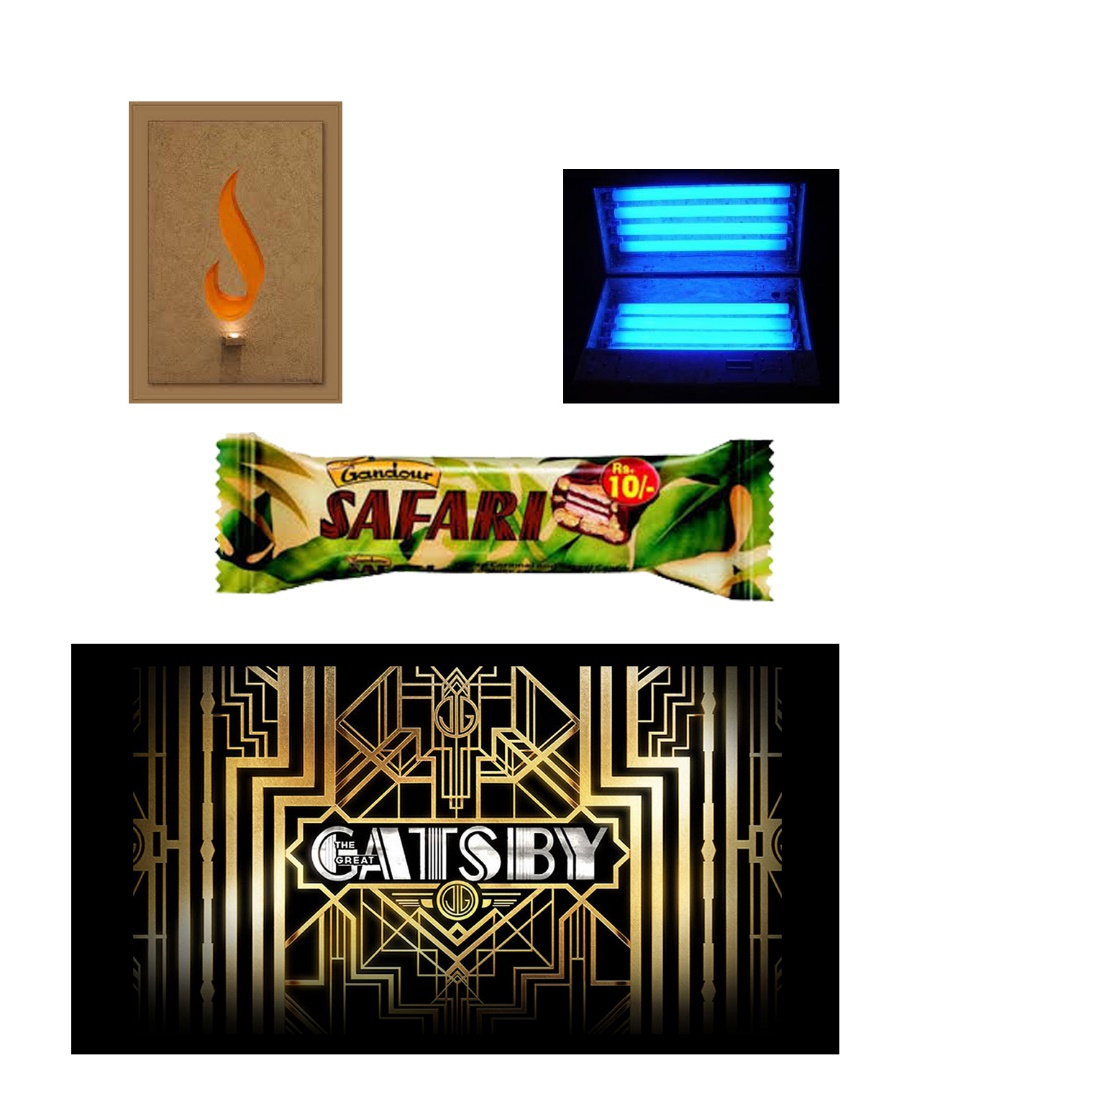 Gandour
SAFARI
Rs.
10/-
JG
THE
GREAT
GATSBY
JG